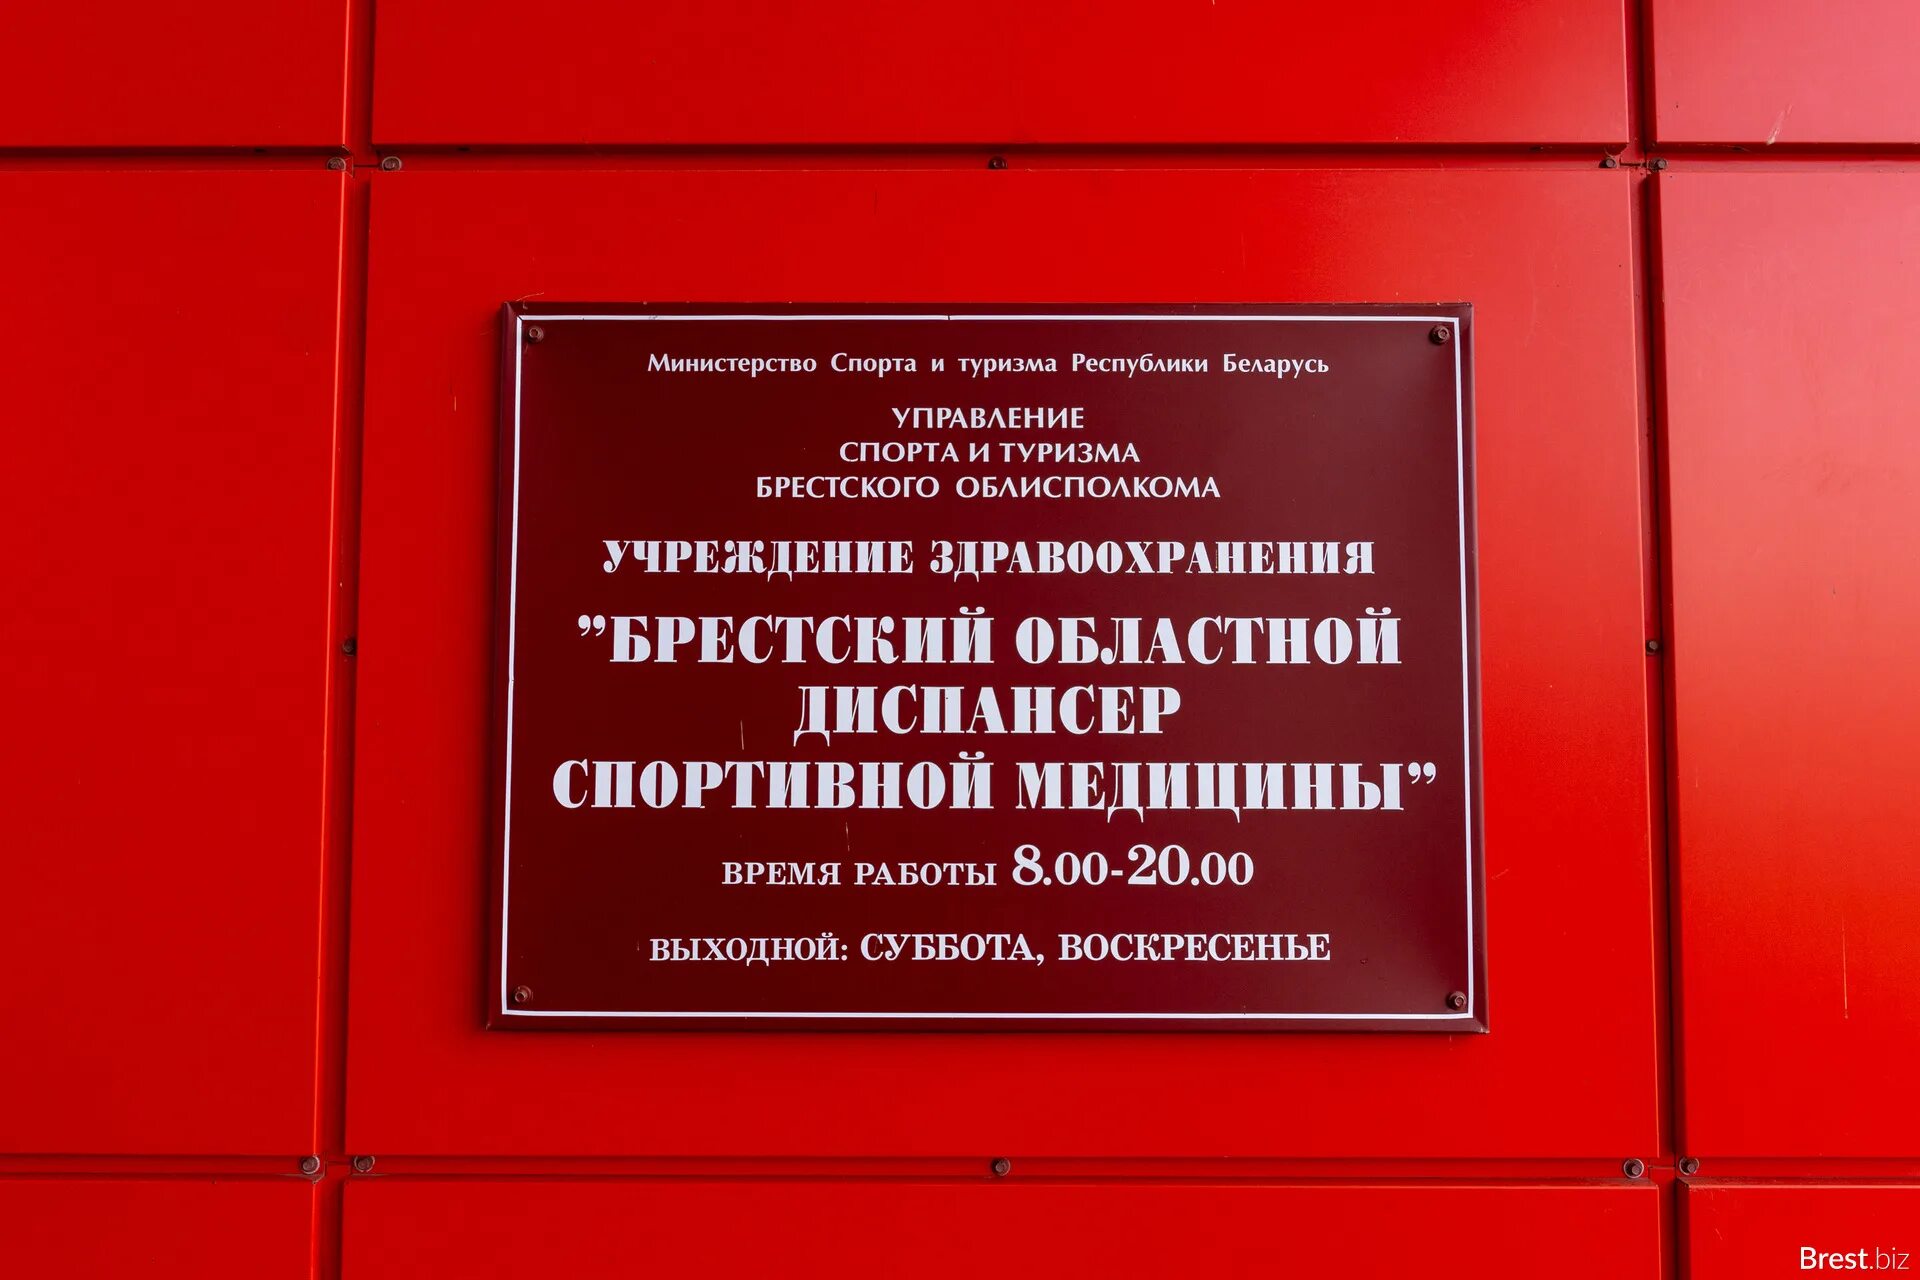 Министерство Спорта и туризма Республики Беларусь
УПРАВЛЕНИЕ
СПОРТА И ТУРИЗМА
БРЕСТСКОГО ОБЛИСПОЛКОМА
УЧРЕЖДЕНИЕ ЗДРАВООХРАНЕНИЯ
"БРЕСТСКИЙ ОБЛАСТНОЙ
ДИСПАНСЕР
СПОРТИВНОЙ МЕДИЦИНЫ"
ВРЕМЯ РАБОТЫ 8.00-20.00
ВЫХОДНОЙ: СУББОТА, ВОСКРЕСЕНЬЕ
Brest.biz